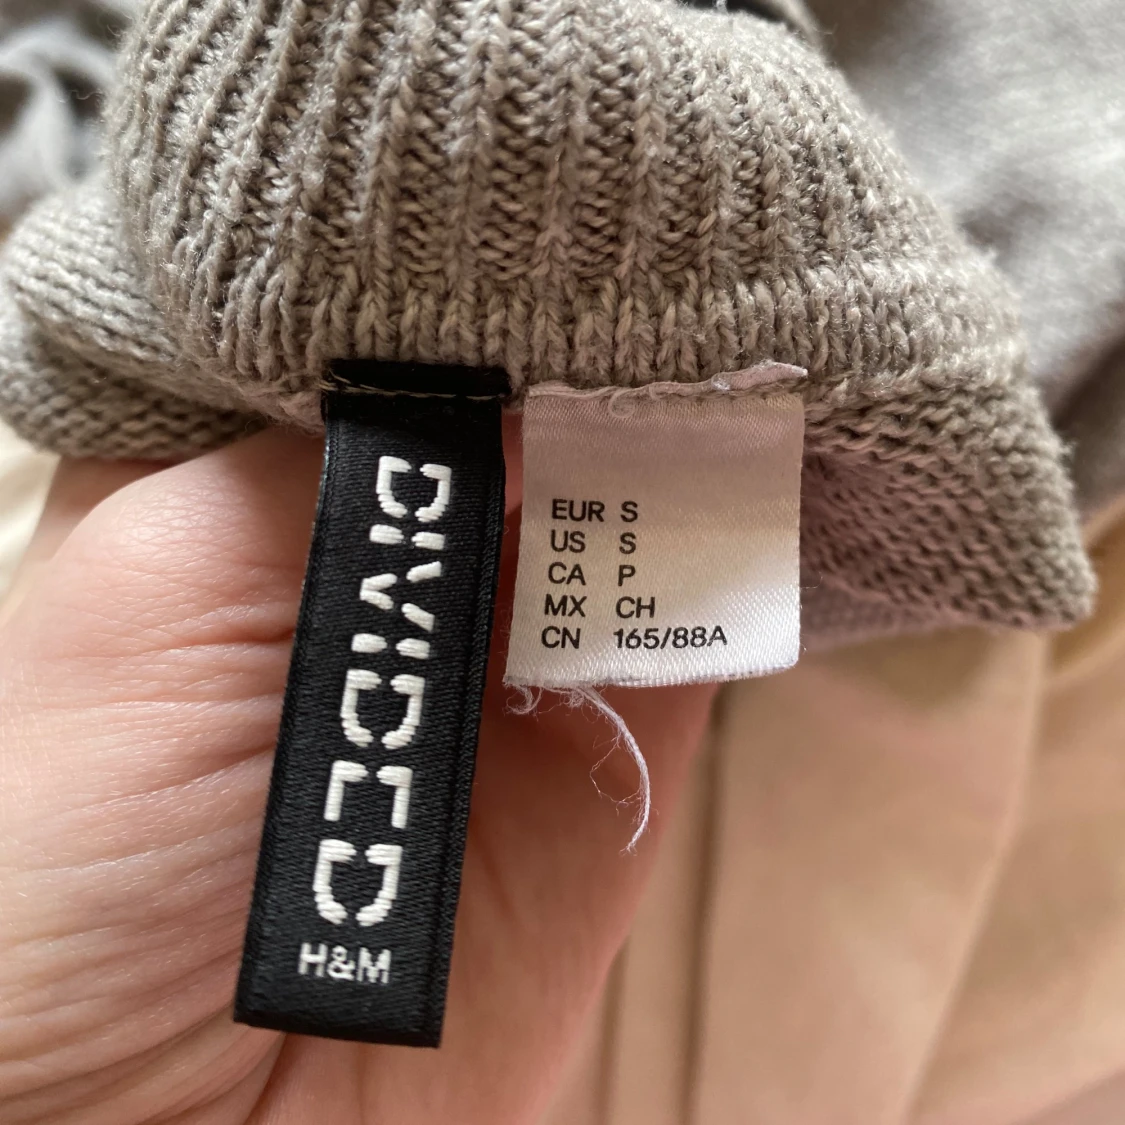 DIVIDED
H&M
EUR S
US S
CA P
MX CH
CN 165/88A